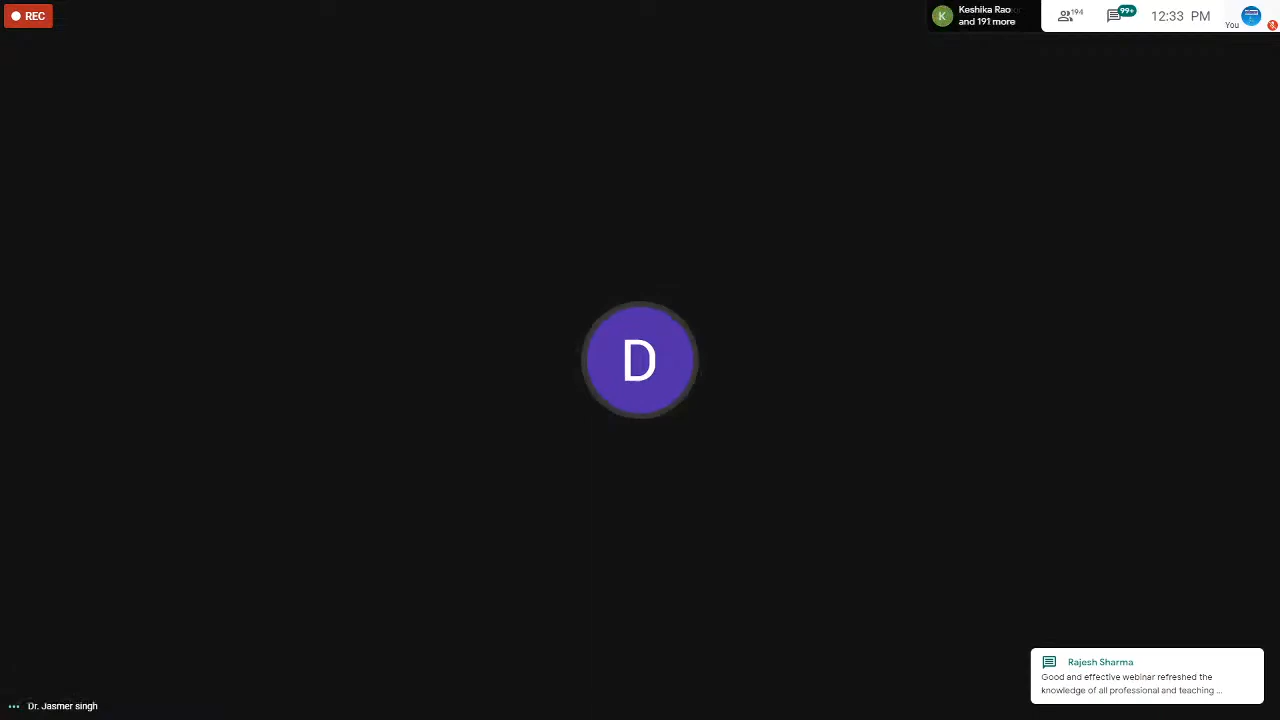 REC
K
Keshika Rao
and 191 more
194
99+
12:33 PM
You
D
Rajesh Sharma
Good and effective webinar refreshed the
knowledge of all professional and teaching ...
Dr. Jasmer singh